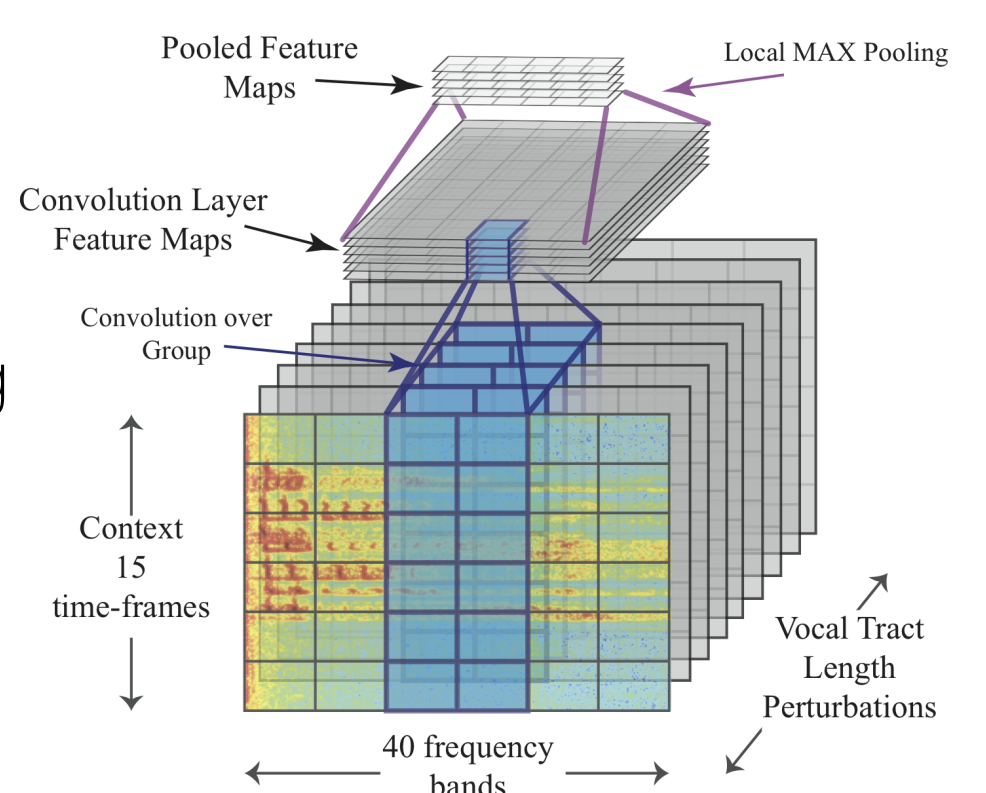 Pooled Feature
Maps
Local MAX Pooling
Convolution Layer
Feature Maps
Convolution over
Group
g
Context
15
time-frames
Vocal Tract
Length
Perturbations
40 frequency
bands